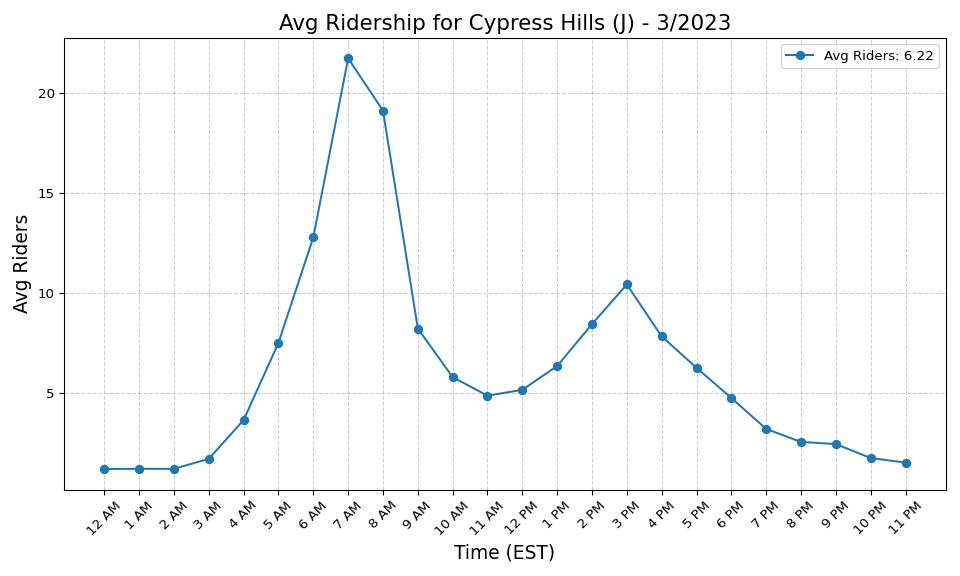 Avg Ridership for Cypress Hills (J) - 3/2023
Avg Riders: 6.22
Avg Riders
20
15
10
5
12 AM
1 AM
2 AM
3 AM
4 AM
5 AM
6 AM
7 AM
8 AM
9 AM
10 AM
11 AM
12 PM
1 PM
2 PM
3 PM
4 PM
5 PM
6 PM
7 PM
8 PM
9 PM
10 PM
11 PM
Time (EST)